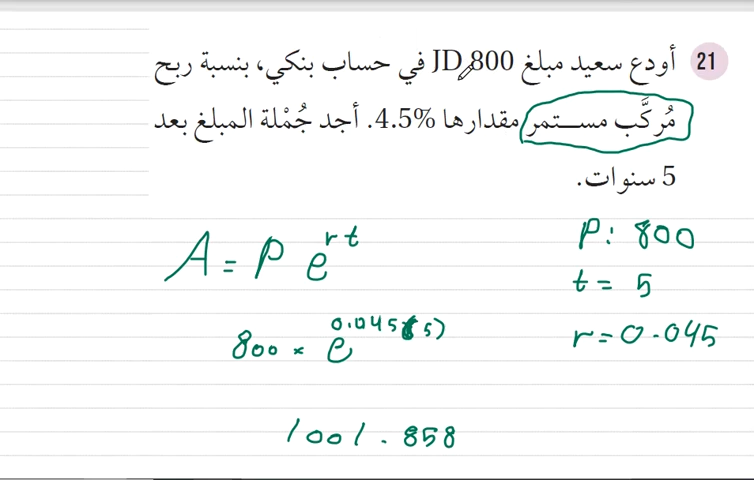 21 أودع سعيد مبلغ JD 800 في حساب بنكي، بنسبة ربح
مُركَّب مستمر مقدارها 4.5%. أجد جُمْلة المبلغ بعد
5 سنوات.
A = P e^rt
P: 800
t = 5
800 × e^0.045(5)
r = 0.045
1001.858